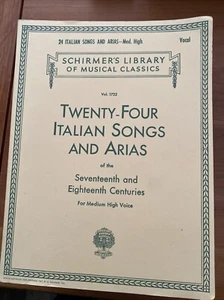 24 ITALIAN SONGS AND ARIAS—Med. High Vocal
SCHIRMER'S LIBRARY
OF MUSICAL CLASSICS
Vol. 1722
TWENTY-FOUR
ITALIAN SONGS
AND ARIAS
of the
Seventeenth and
Eighteenth Centuries
For Medium High Voice